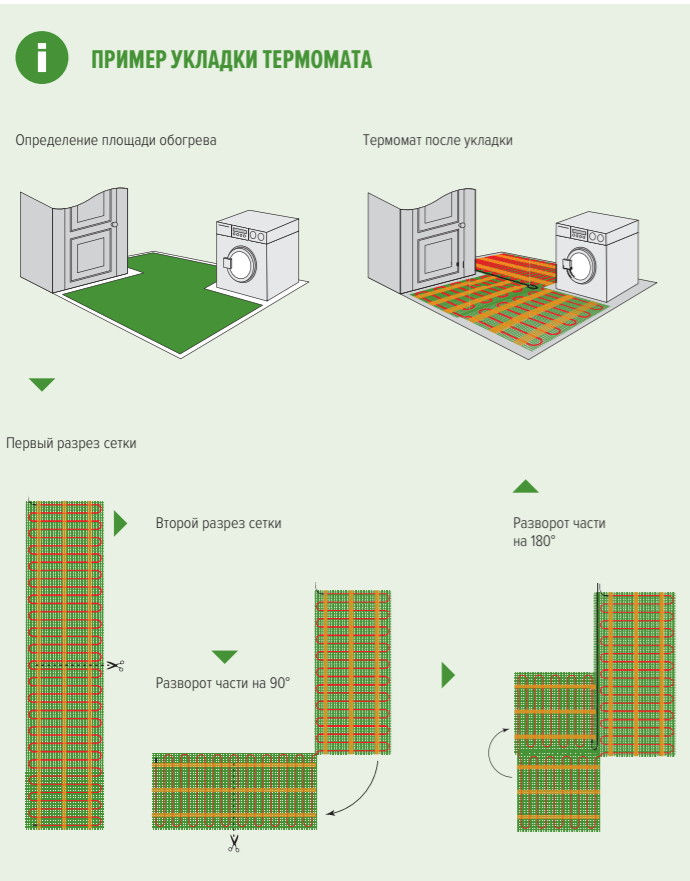 i
ПРИМЕР УКЛАДКИ ТЕРМОМАТА
Определение площади обогрева
Термомат после укладки
Первый разрез сетки
Второй разрез сетки
Разворот части на 90°
Разворот части
на 180°